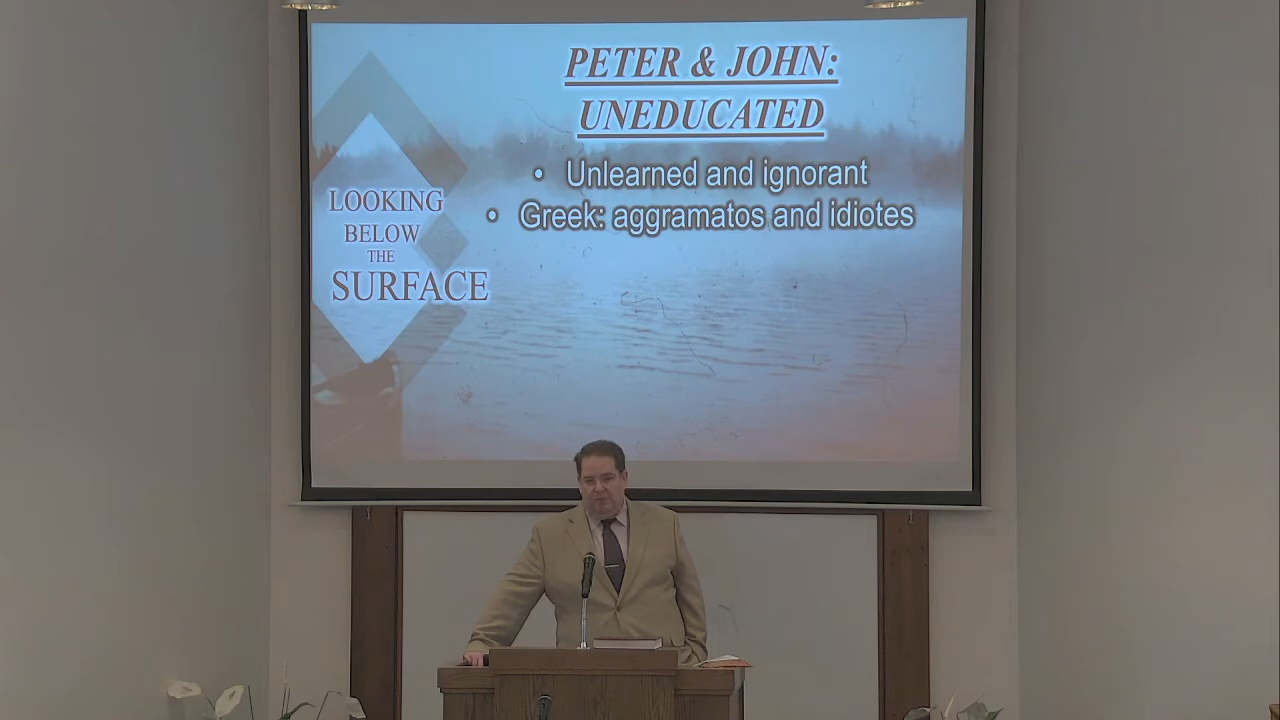 PETER & JOHN:
UNEDUCATED
• Unlearned and ignorant
• Greek: aggramatos and idiotes
LOOKING
BELOW
THE
SURFACE